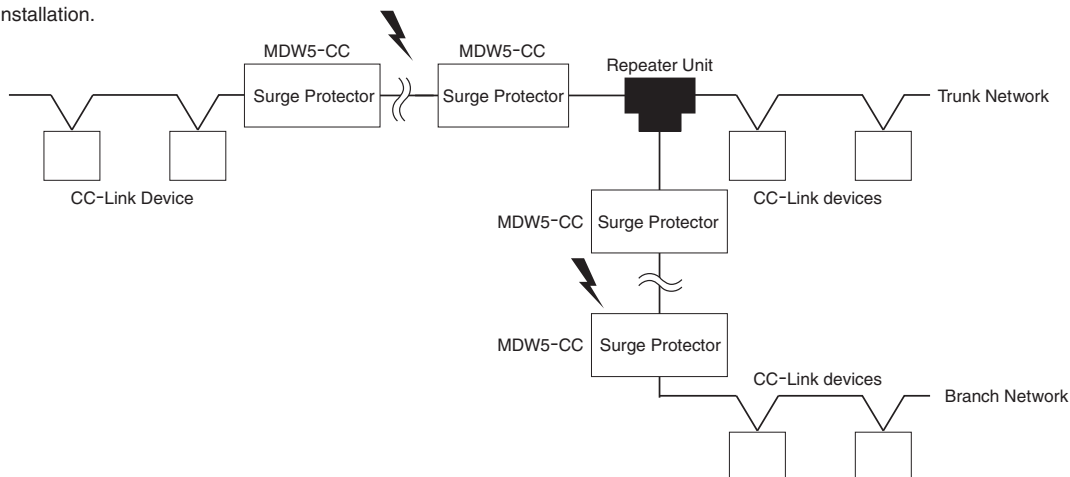 nstallation.
MDW5-CC
MDW5-CC
Repeater Unit
Surge Protector
Surge Protector
Trunk Network
CC-Link Device
CC-Link devices
MDW5-CC
Surge Protector
MDW5-CC
Surge Protector
CC-Link devices
Branch Network